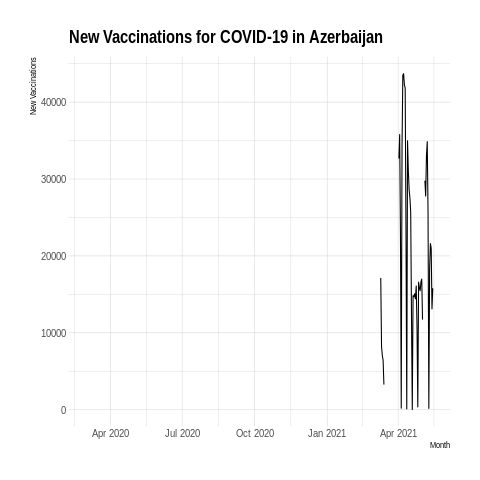 New Vaccinations for COVID-19 in Azerbaijan
New Vaccinations
40000
30000
20000
10000
0
Apr 2020 Jul 2020 Oct 2020 Jan 2021 Apr 2021
Month